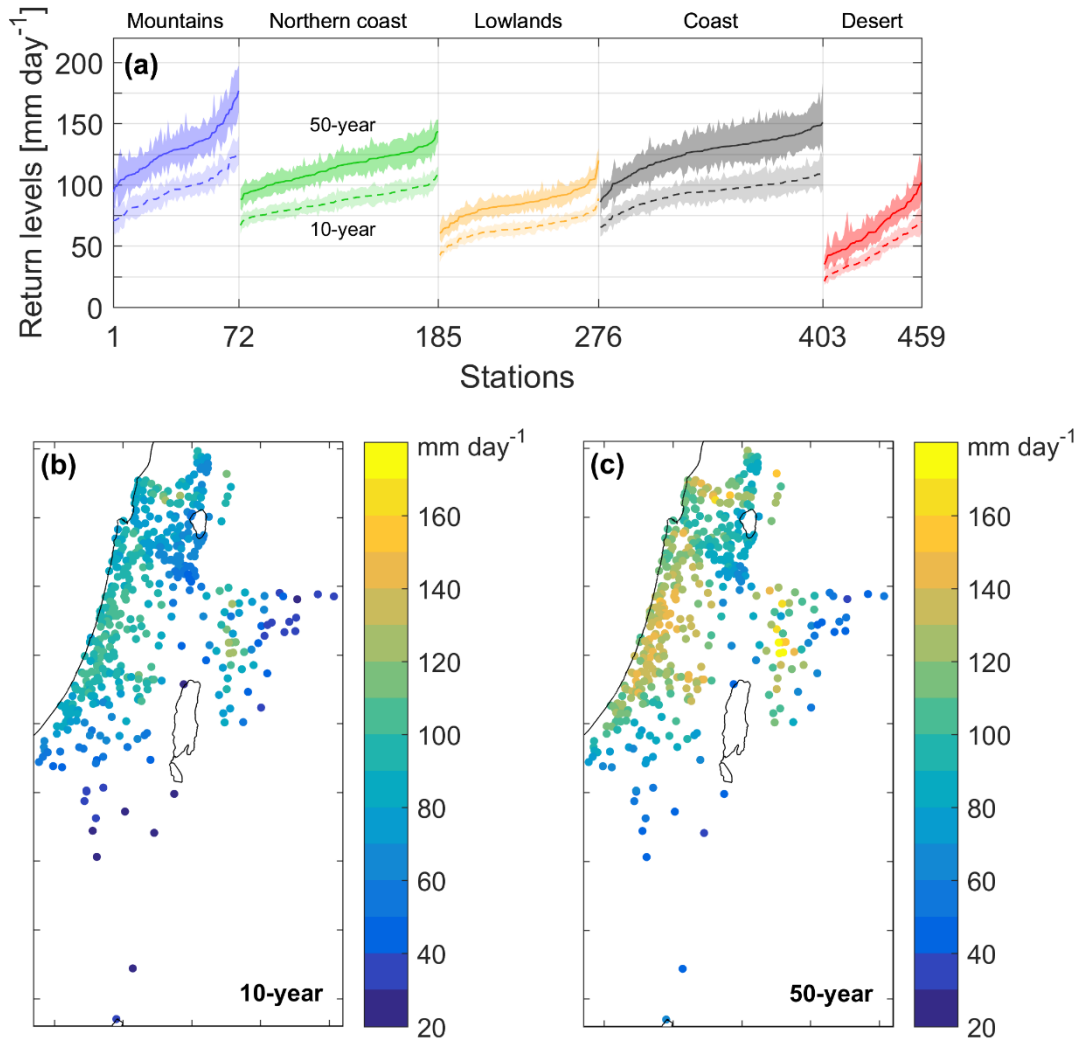 Mountains Northern coast Lowlands Coast Desert
(a)
Return levels [mm day-1]
200
150
100
50
0
50-year
10-year
1 72 185 276 403 459
Stations
(b)
mm day-1
160
140
120
100
80
60
40
20
10-year
(c)
mm day-1
160
140
120
100
80
60
40
20
50-year